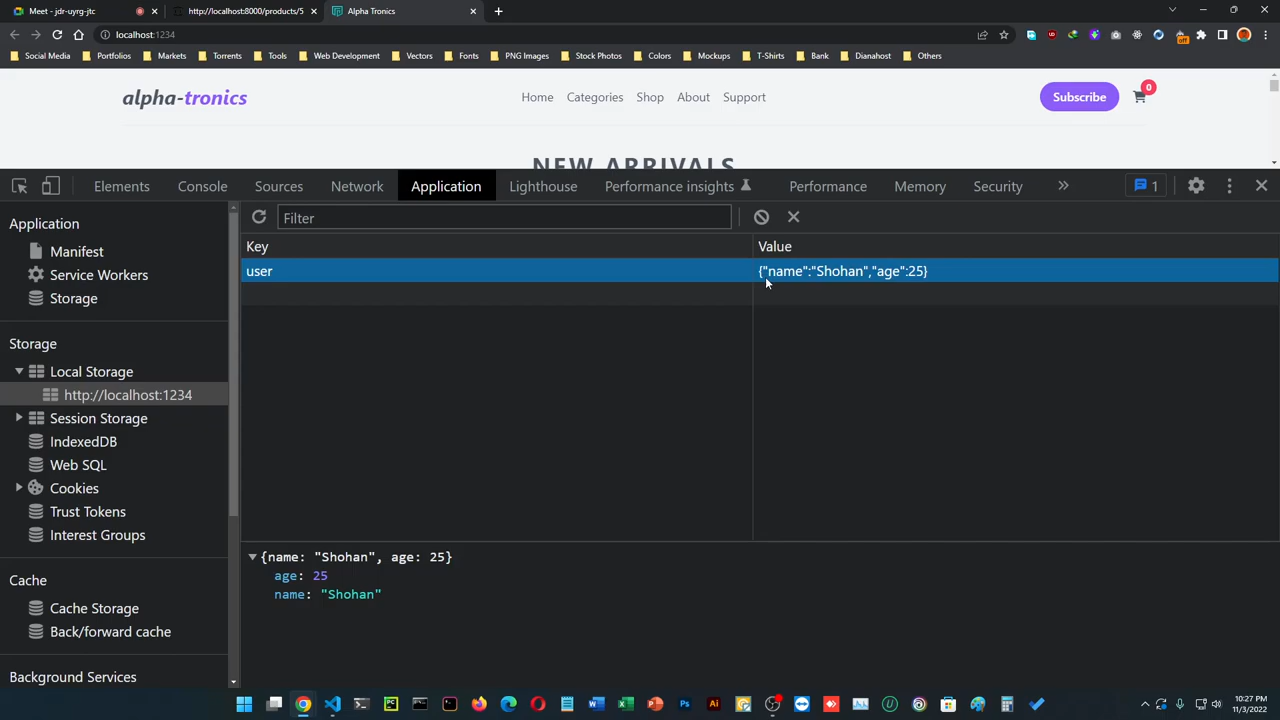 Meet - jdr-uyrg-jtc
http://localhost:8000/products/5
Alpha Tronics
localhost:1234
Social Media
Portfolios
Markets
Torrents
Tools
Web Development
Vectors
Fonts
PNG Images
Stock Photos
Colors
Mockups
T-Shirts
Bank
Dianahost
Others
alpha-tronics
Home
Categories
Shop
About
Support
Subscribe
0
NEW ARRIVALS
Elements
Console
Sources
Network
Application
Lighthouse
Performance insights
Performance
Memory
Security
1
Application
Manifest
Service Workers
Storage
Storage
Local Storage
http://localhost:1234
Session Storage
IndexedDB
Web SQL
Cookies
Trust Tokens
Interest Groups
Cache
Cache Storage
Back/forward cache
Background Services
Filter
Key
Value
user
{"name":"Shohan","age":25}
{name: "Shohan", age: 25}
age: 25
name: "Shohan"
10:27 PM
11/3/2022